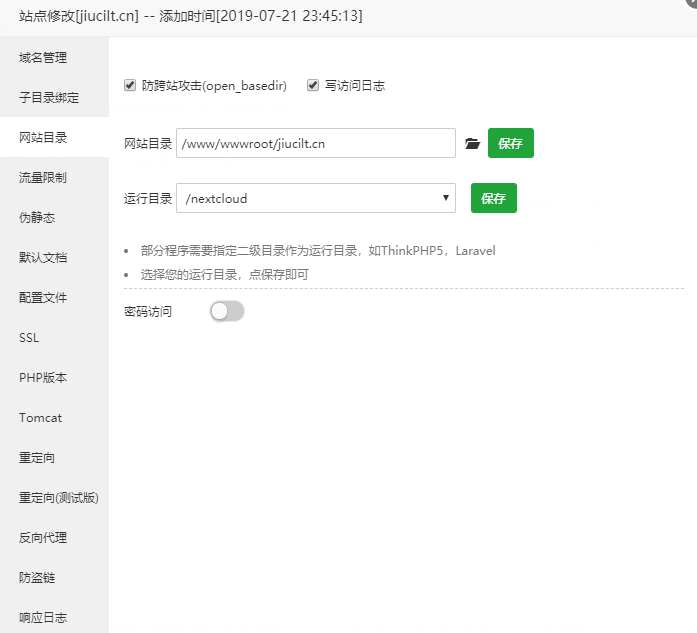 站点修改[jiucilt.cn] -- 添加时间[2019-07-21 23:45:13]
域名管理
子目录绑定
网站目录
流量限制
伪静态
默认文档
配置文件
SSL
PHP版本
Tomcat
重定向
重定向(测试版)
反向代理
防盗链
响应日志
防跨站攻击(open_basedir) 写访问日志
网站目录 /www/wwwroot/jiucilt.cn 保存
运行目录 /nextcloud 保存
部分程序需要指定二级目录作为运行目录，如ThinkPHP5，Laravel
选择您的运行目录，点保存即可
密码访问